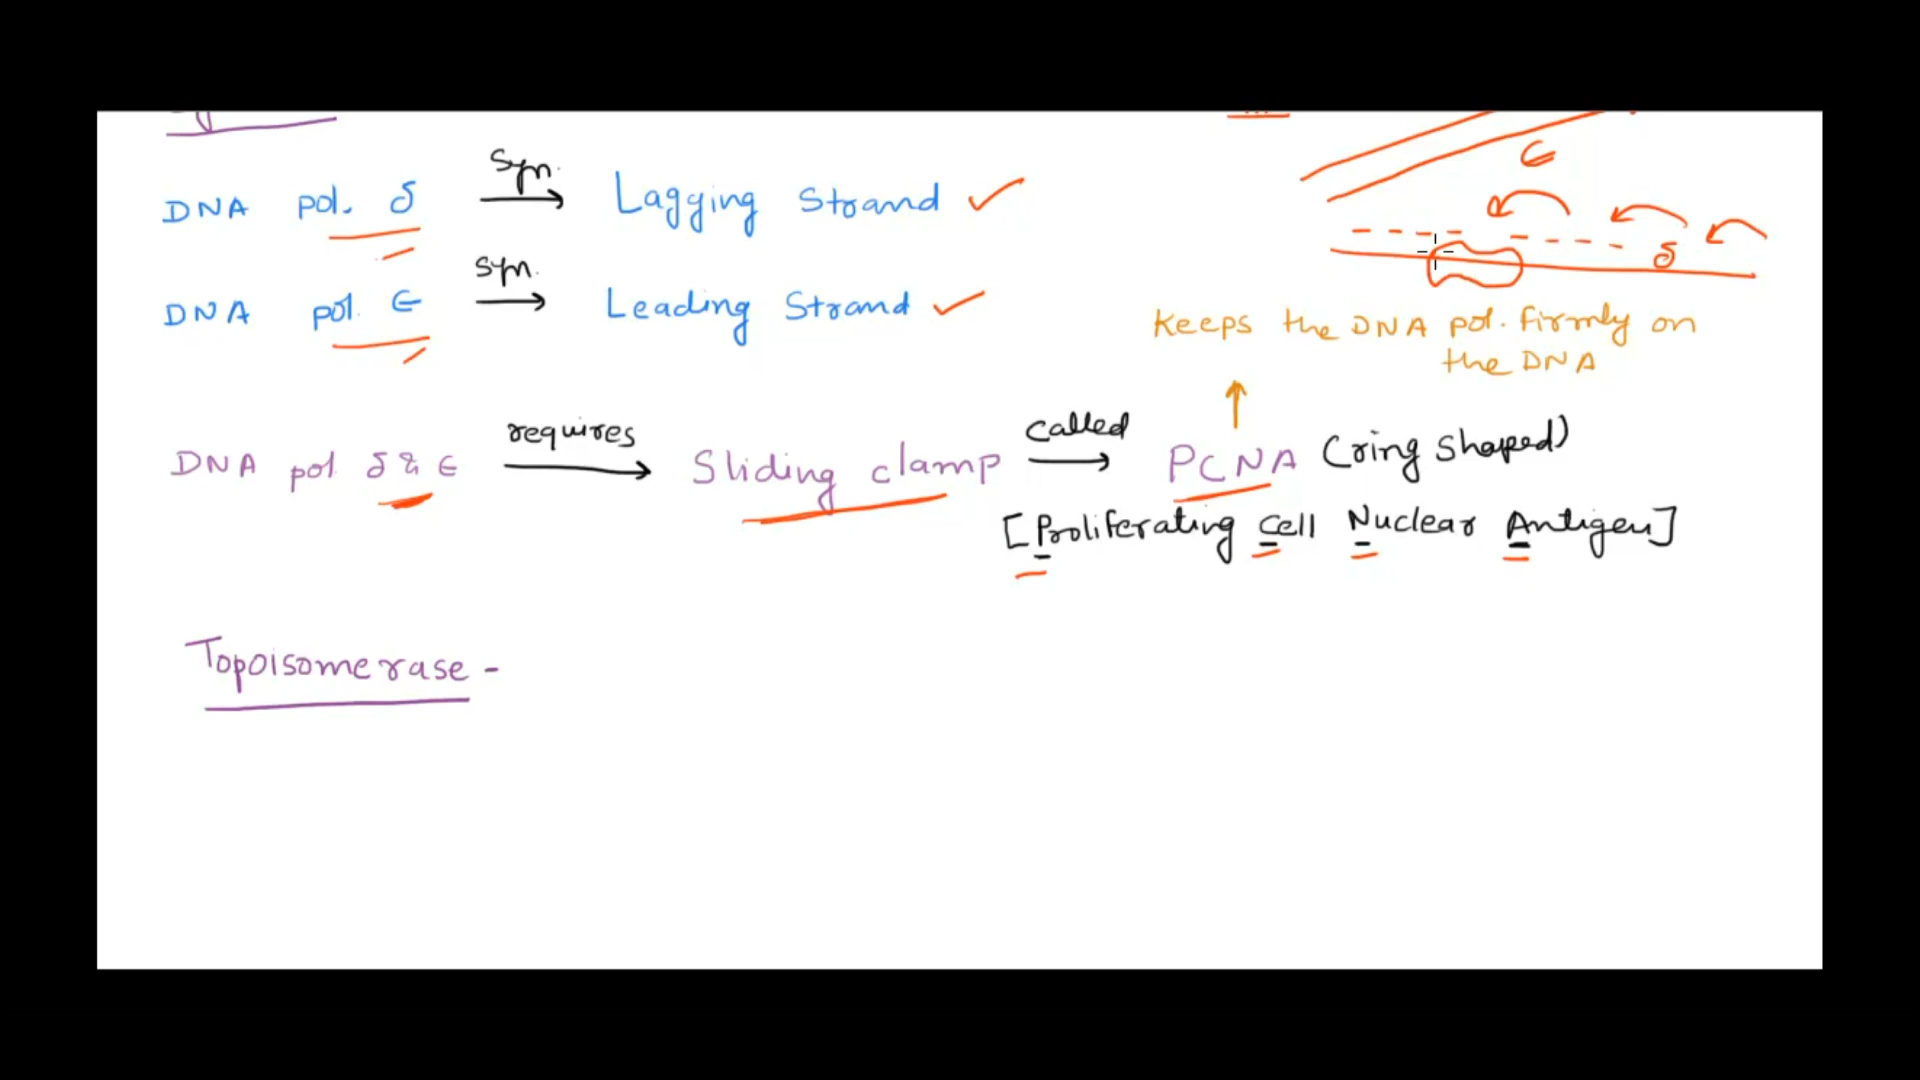 DNA pol. δ syn. Lagging Strand
DNA pol. ε syn. Leading Strand
ε
δ
Keeps the DNA pol. firmly on
the DNA
DNA pol δ & ε requires Sliding clamp called PCNA (ring shaped)
[Proliferating Cell Nuclear Antigen]
Topoisomerase -